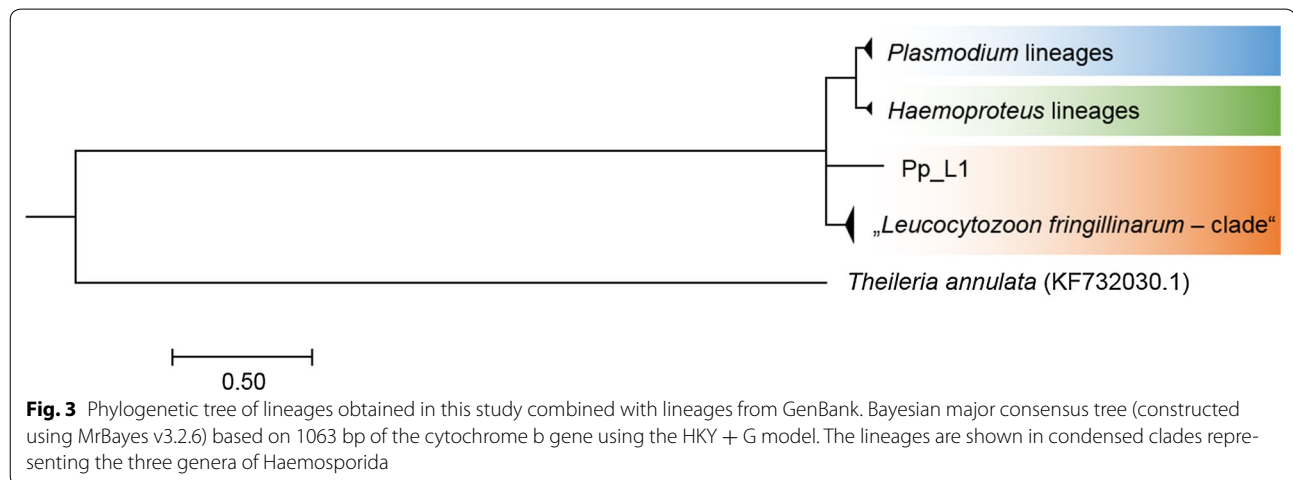 Plasmodium lineages
Haemoproteus lineages
Pp_L1
„Leucocytozoon fringillinarum – clade“
Theileria annulata (KF732030.1)
0.50
Fig. 3 Phylogenetic tree of lineages obtained in this study combined with lineages from GenBank. Bayesian major consensus tree (constructed
using MrBayes v3.2.6) based on 1063 bp of the cytochrome b gene using the HKY + G model. The lineages are shown in condensed clades repre-
senting the three genera of Haemosporida